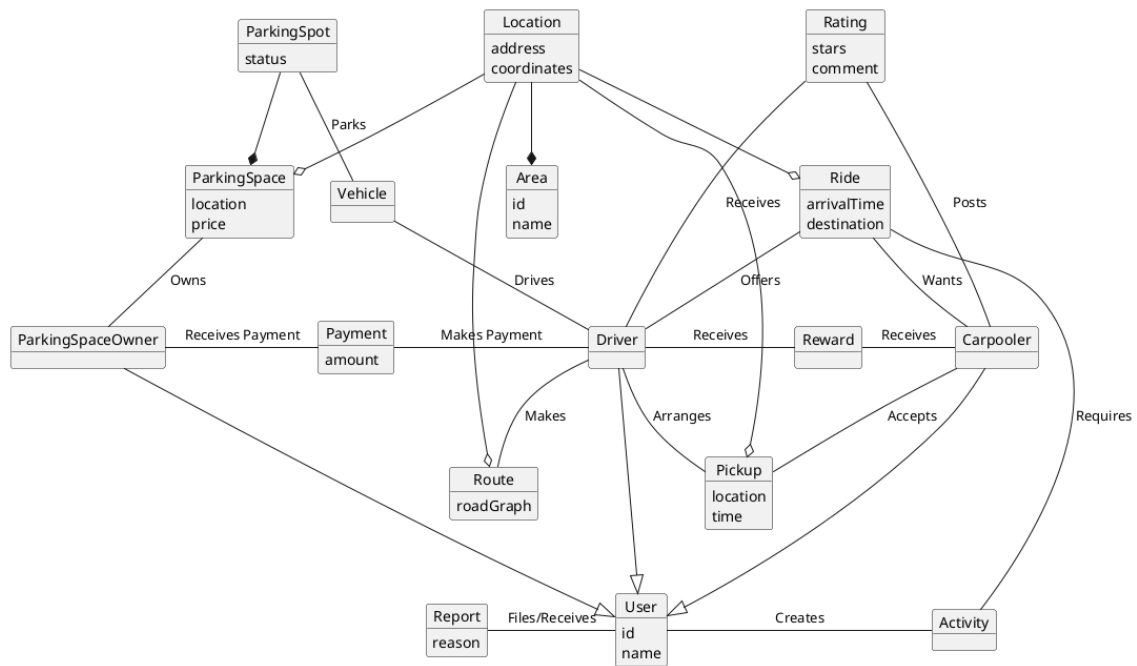 ParkingSpot
status
Location
address
coordinates
Rating
stars
comment
Parks
ParkingSpace
location
price
Vehicle
Area
id
name
Receives
Ride
arrivalTime
destination
Posts
Owns
Drives
Offers
Wants
ParkingSpaceOwner
Receives Payment
Payment
amount
Makes Payment
Driver
Receives
Reward
Receives
Carpooler
Makes
Arranges
Accepts
Requires
Route
roadGraph
Pickup
location
time
Report
reason
Files/Receives
User
id
name
Creates
Activity